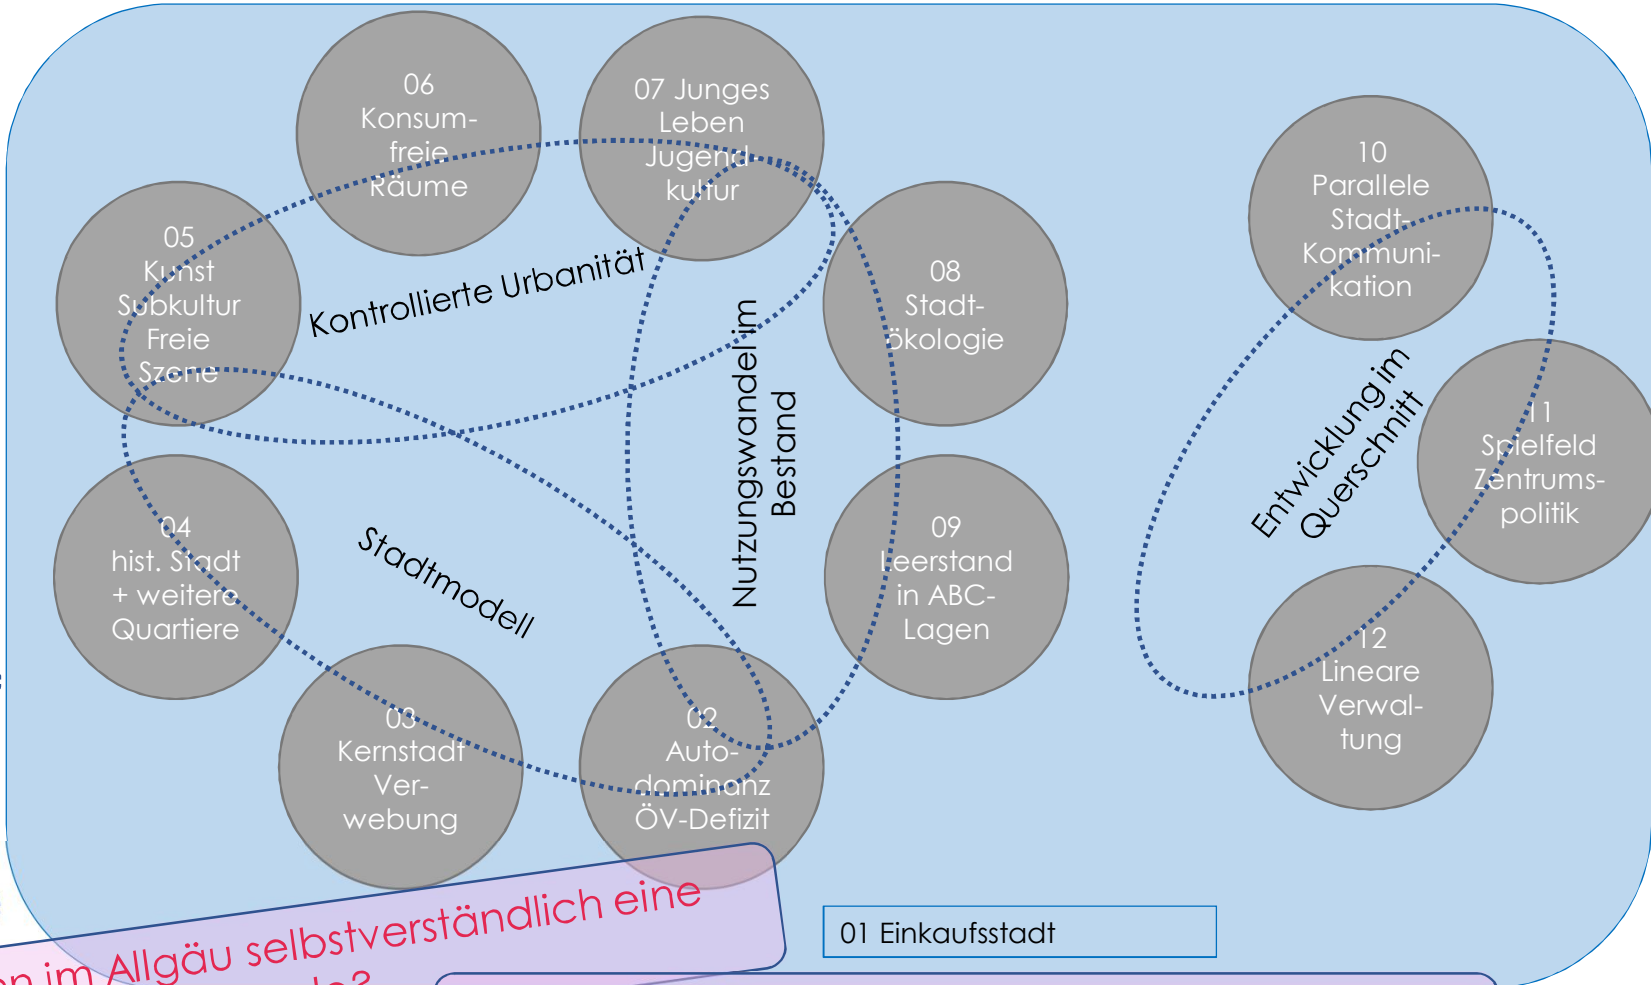 06
Konsum-
freie
Räume
07 Junges
Leben
Jugend-
kultur
05
Kunst
Subkultur
Freie
Szene
Kontrollierte Urbanität
08
Stadt-
ökologie
10
Parallele
Stadt-
Kommuni-
kation
Nutzungswandel im
Bestand
Entwicklung im
Querschnitt
11
Spielfeld
Zentrums-
politik
04
hist. Stadt
+ weitere
Quartiere
Stadtmodell
09
Leerstand
in ABC-
Lagen
03
Kernstadt
Ver-
webung
02
Auto-
dominanz
ÖV-Defizit
12
Lineare
Verwal-
tung
im Allgäu selbstverständlich eine
01 Einkaufsstadt